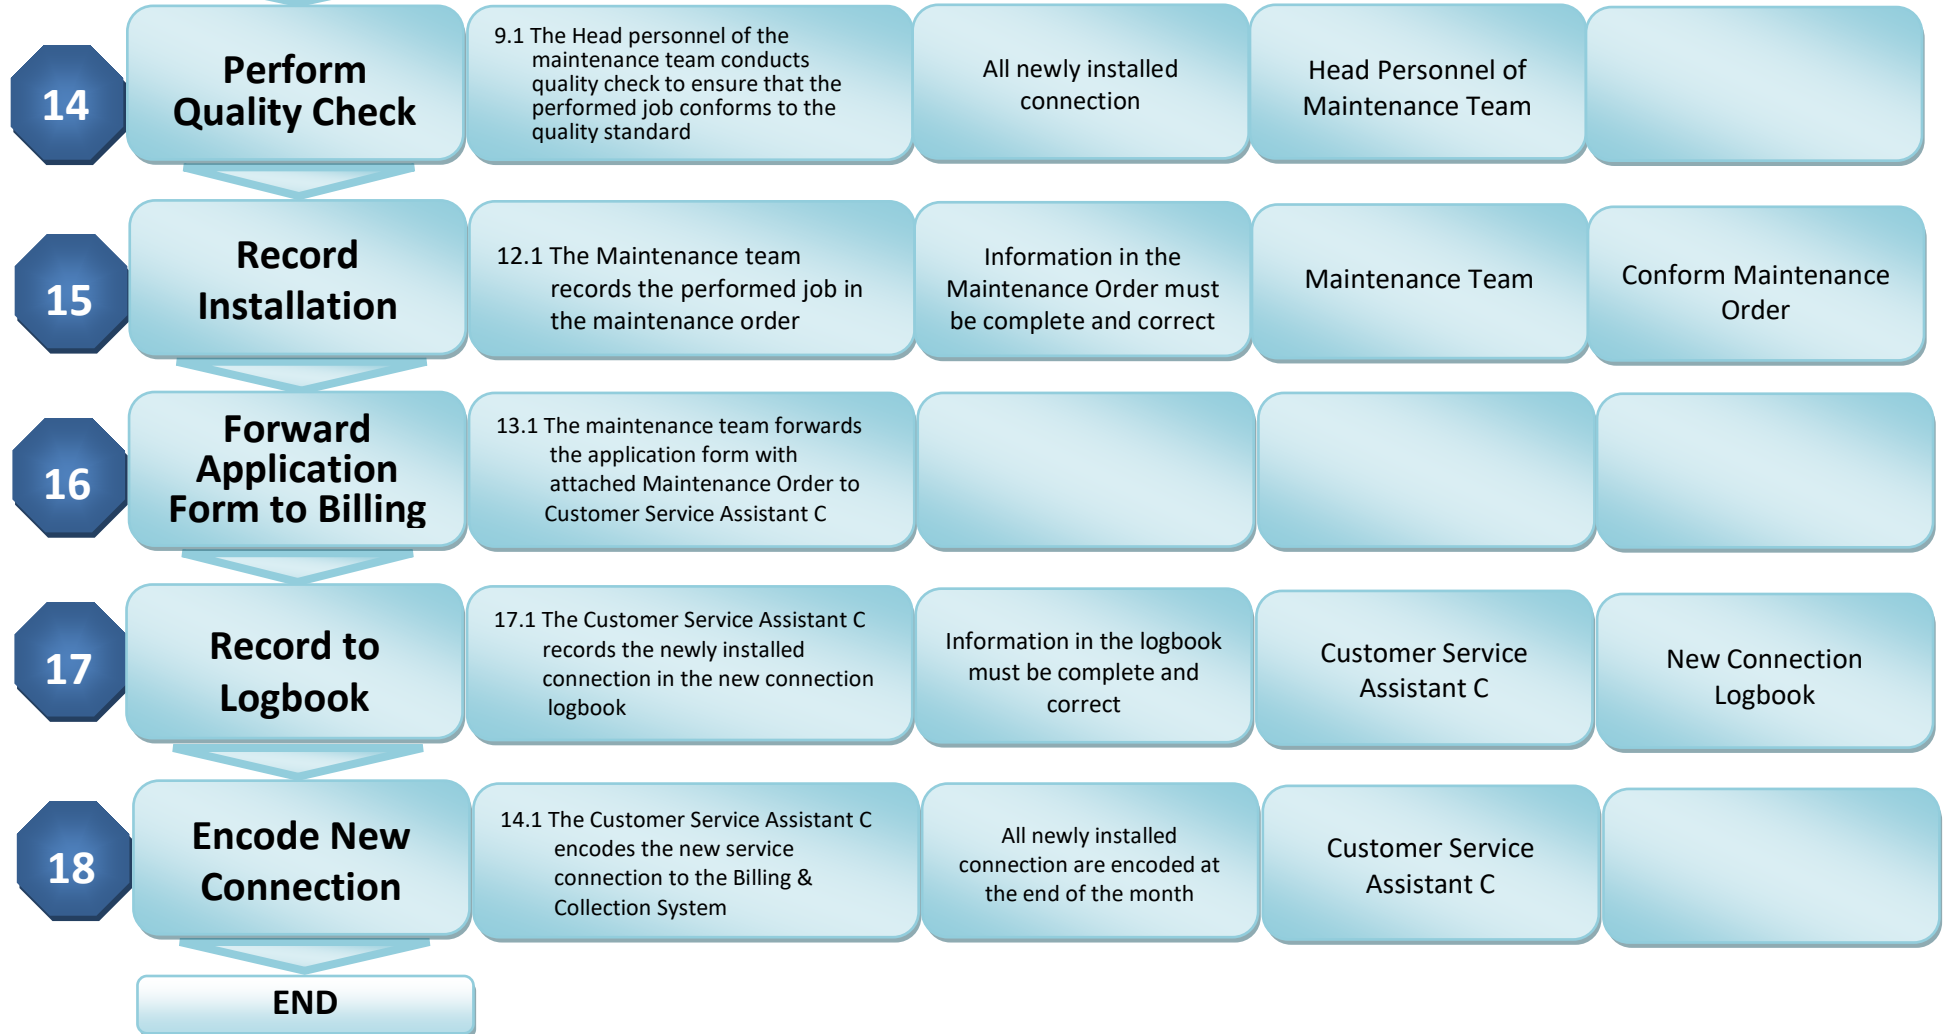 14
Perform
Quality Check
9.1 The Head personnel of the
maintenance team conducts
quality check to ensure that the
performed job conforms to the
quality standard
All newly installed
connection
Head Personnel of
Maintenance Team
15
Record
Installation
12.1 The Maintenance team
records the performed job in
the maintenance order
Information in the
Maintenance Order must
be complete and correct
Maintenance Team
Conform Maintenance
Order
16
Forward
Application
Form to Billing
13.1 The maintenance team forwards
the application form with
attached Maintenance Order to
Customer Service Assistant C
17
Record to
Logbook
17.1 The Customer Service Assistant C
records the newly installed
connection in the new connection
logbook
Information in the logbook
must be complete and
correct
Customer Service
Assistant C
New Connection
Logbook
18
Encode New
Connection
14.1 The Customer Service Assistant C
encodes the new service
connection to the Billing &
Collection System
All newly installed
connection are encoded at
the end of the month
Customer Service
Assistant C
END